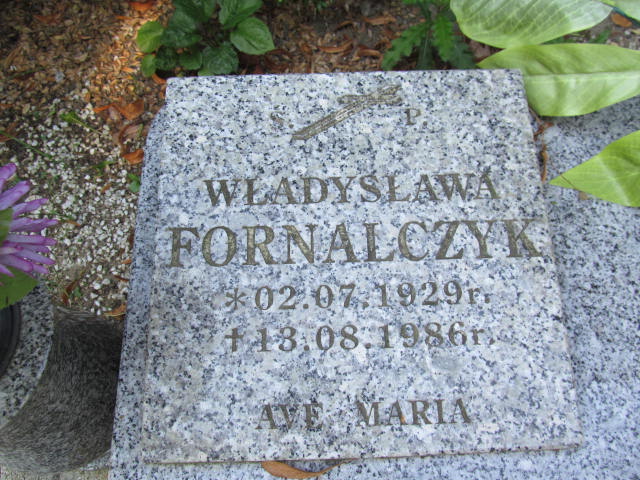 S P
WŁADYSŁAWA
FORNALCZYK
*02.07.1929r.
✝13.08.1986r.
AVE MARIA